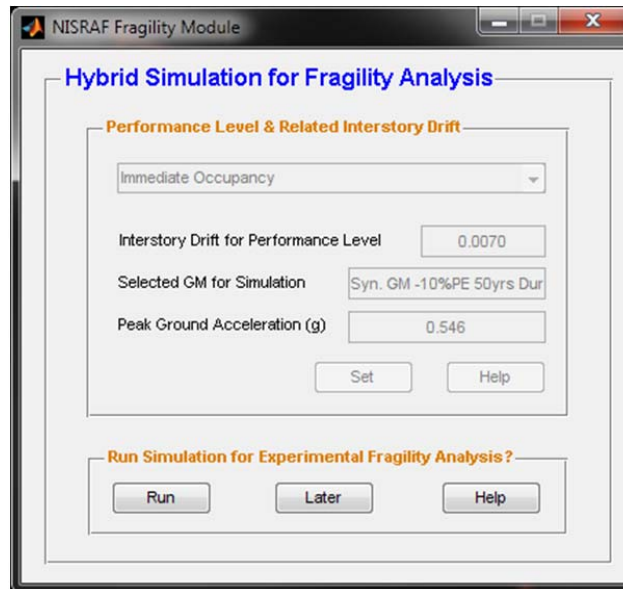 NISRAF Fragility Module
Hybrid Simulation for Fragility Analysis
Performance Level & Related Interstory Drift
Immediate Occupancy
Interstory Drift for Performance Level 0.0070
Selected GM for Simulation Syn. GM -10%PE 50yrs Dur
Peak Ground Acceleration (g) 0.546
Set Help
Run Simulation for Experimental Fragility Analysis?
Run Later Help